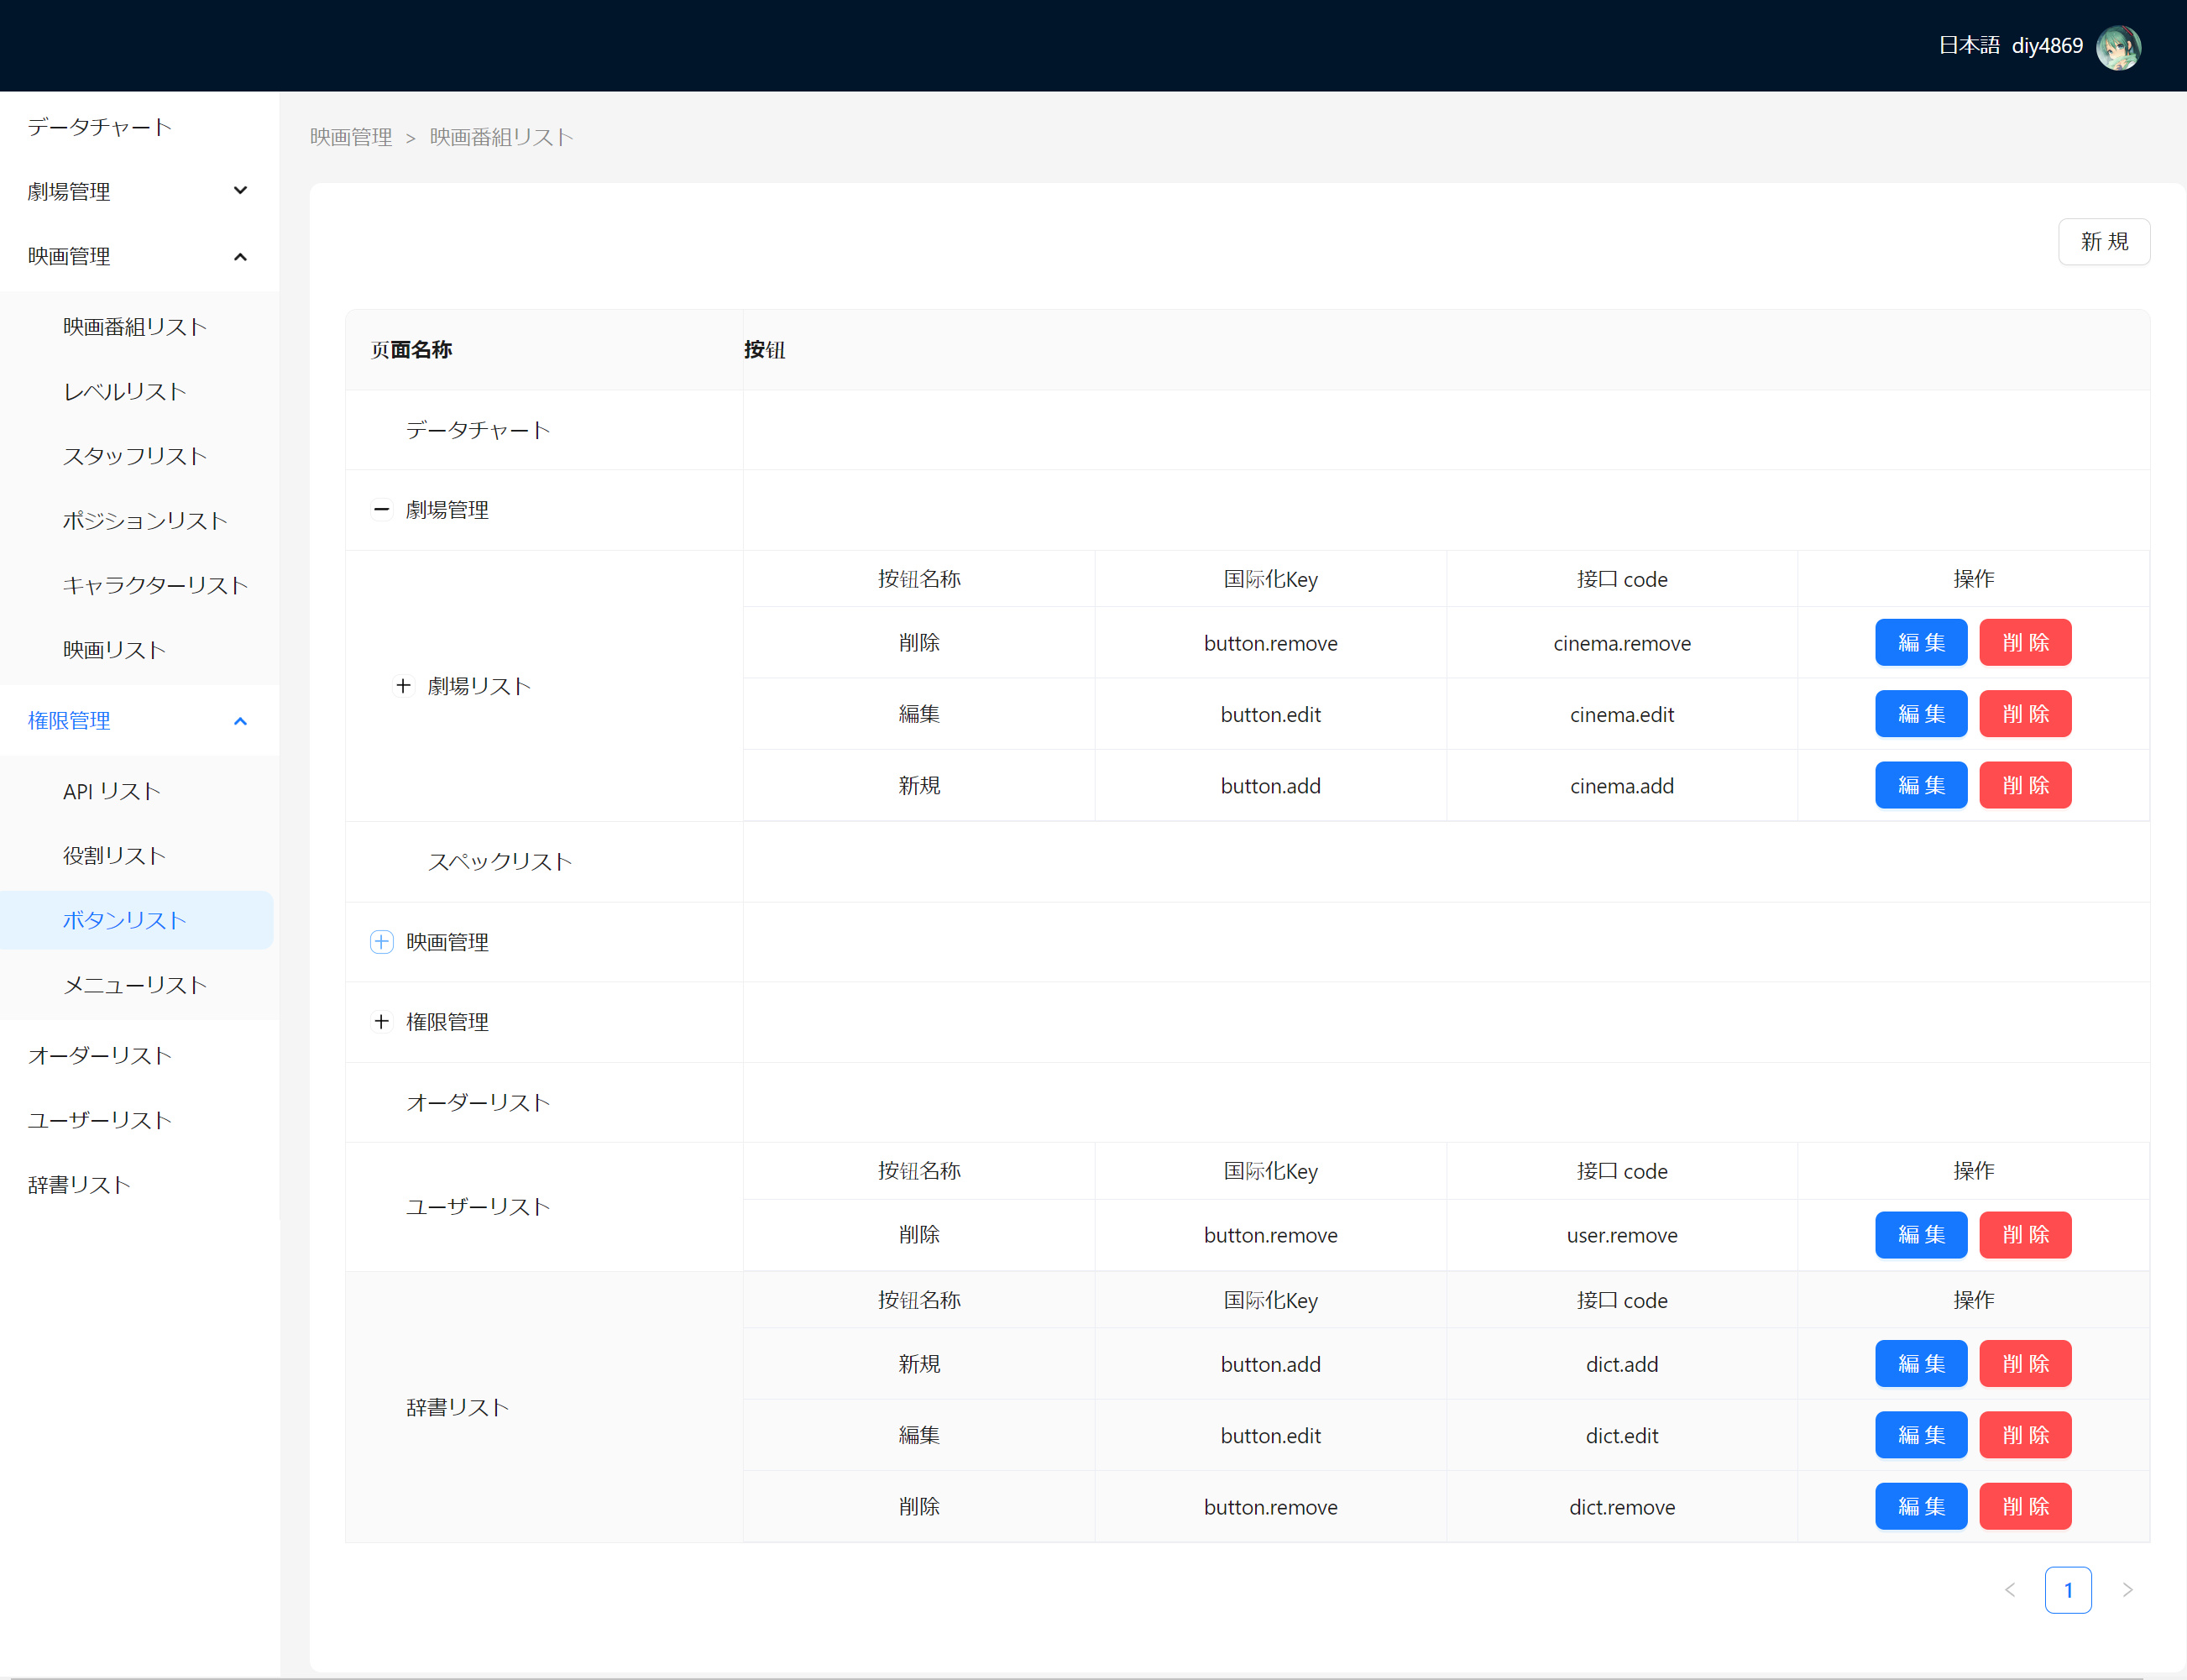 日本語 diy4869
データチャート
劇場管理
映画管理
映画番組リスト
レベルリスト
スタッフリスト
ポジションリスト
キャラクターリスト
映画リスト
権限管理
API リスト
役割リスト
ボタンリスト
メニューリスト
オーダーリスト
ユーザーリスト
辞書リスト
映画管理 > 映画番組リスト
新 規
页面名称 按钮
データチャート
劇場管理
劇場リスト
按钮名称 国际化Key 接口 code 操作
削除 button.remove cinema.remove 編 集 削 除
編集 button.edit cinema.edit 編 集 削 除
新規 button.add cinema.add 編 集 削 除
スペックリスト
映画管理
権限管理
オーダーリスト
ユーザーリスト
按钮名称 国际化Key 接口 code 操作
削除 button.remove user.remove 編 集 削 除
辞書リスト
按钮名称 国际化Key 接口 code 操作
新規 button.add dict.add 編 集 削 除
編集 button.edit dict.edit 編 集 削 除
削除 button.remove dict.remove 編 集 削 除
< 1 >